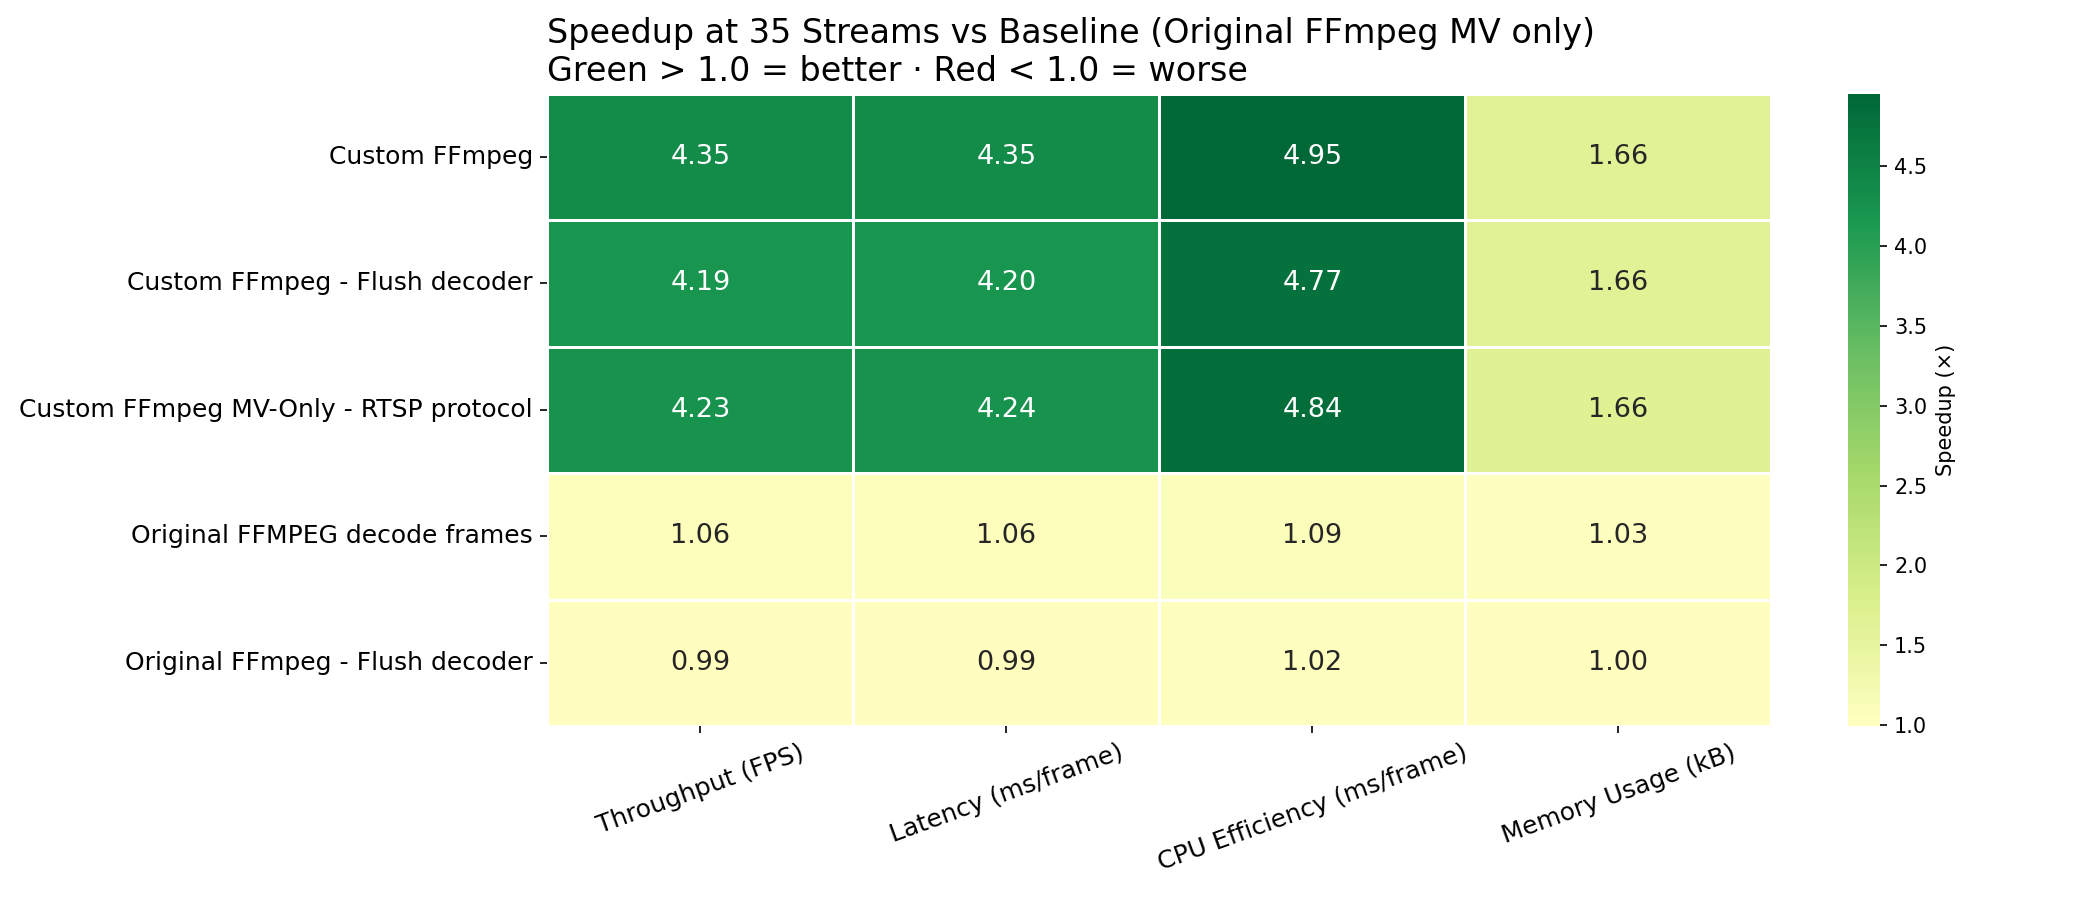 Speedup at 35 Streams vs Baseline (Original FFmpeg MV only)
Green > 1.0 = better · Red < 1.0 = worse
Custom FFmpeg 4.35 4.35 4.95 1.66
Custom FFmpeg - Flush decoder 4.19 4.20 4.77 1.66
Custom FFmpeg MV-Only - RTSP protocol 4.23 4.24 4.84 1.66
Original FFMPEG decode frames 1.06 1.06 1.09 1.03
Original FFmpeg - Flush decoder 0.99 0.99 1.02 1.00
Throughput (FPS)
Latency (ms/frame)
CPU Efficiency (ms/frame)
Memory Usage (kB)
4.5
4.0
3.5
3.0
2.5
2.0
1.5
1.0
Speedup (×)